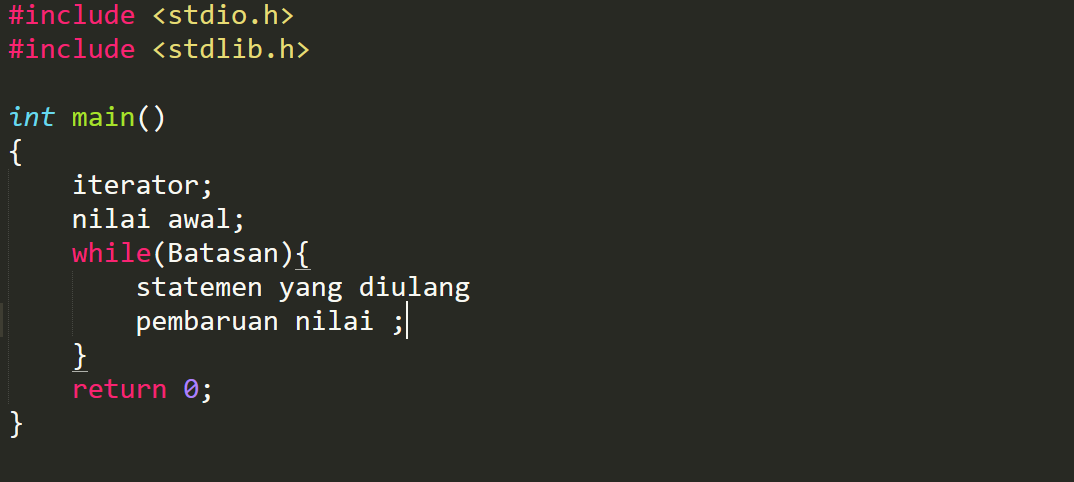 #include <stdio.h>
#include <stdlib.h>
int main()
{
iterator;
nilai awal;
while(Batasan){
statemen yang diulang
pembaruan nilai ;
}
return 0;
}